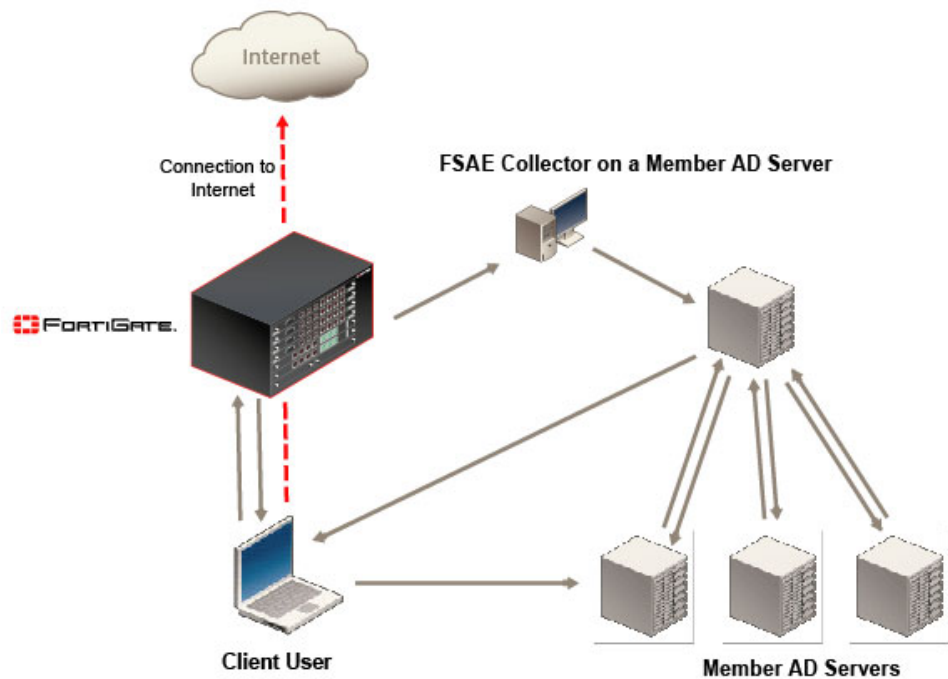 Internet
Connection to
Internet
FSAE Collector on a Member AD Server
FORTIGATE.
Client User
Member AD Servers